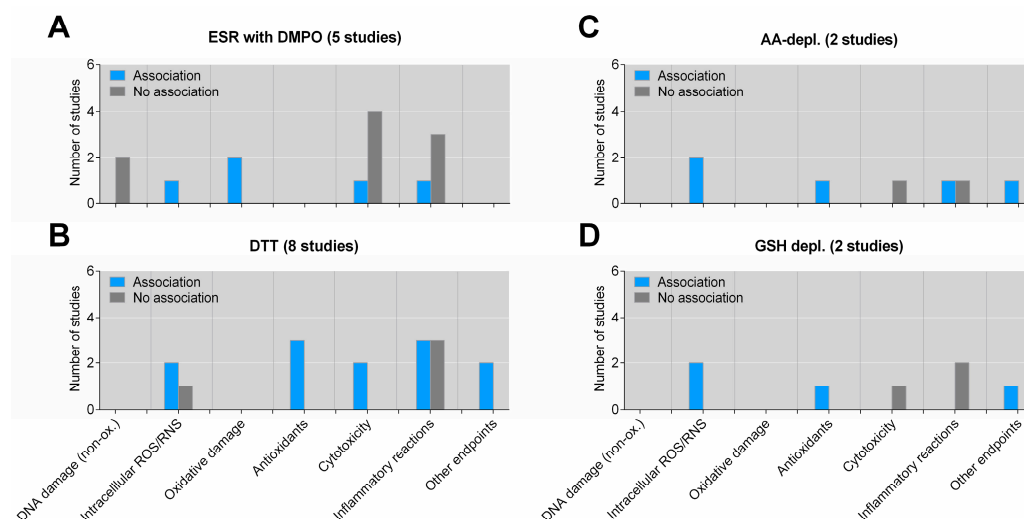 A
ESR with DMPO (5 studies)
Number of studies
6
4
2
0
Association
No association
B
DTT (8 studies)
Number of studies
6
4
2
0
Association
No association
DNA damage (non-ox.)
Intracellular ROS/RNS
Oxidative damage
Antioxidants
Cytotoxicity
Inflammatory reactions
Other endpoints
C
AA-depl. (2 studies)
Number of studies
6
4
2
0
Association
No association
D
GSH depl. (2 studies)
Number of studies
6
4
2
0
Association
No association
DNA damage (non-ox.)
Intracellular ROS/RNS
Oxidative damage
Antioxidants
Cytotoxicity
Inflammatory reactions
Other endpoints